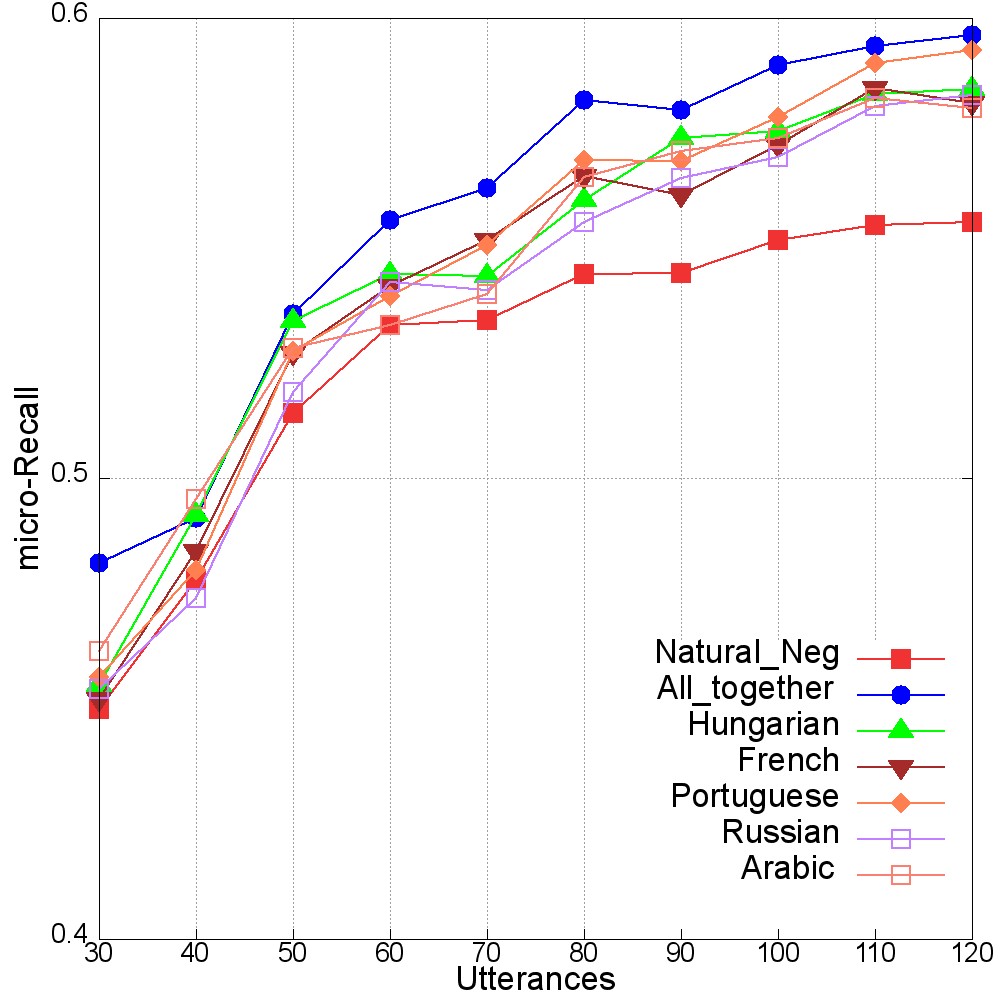 0.6
0.5
0.4
micro-Recall
30 40 50 60 70 80 90 100 110 120
Utterances
Natural_Neg
All_together
Hungarian
French
Portuguese
Russian
Arabic